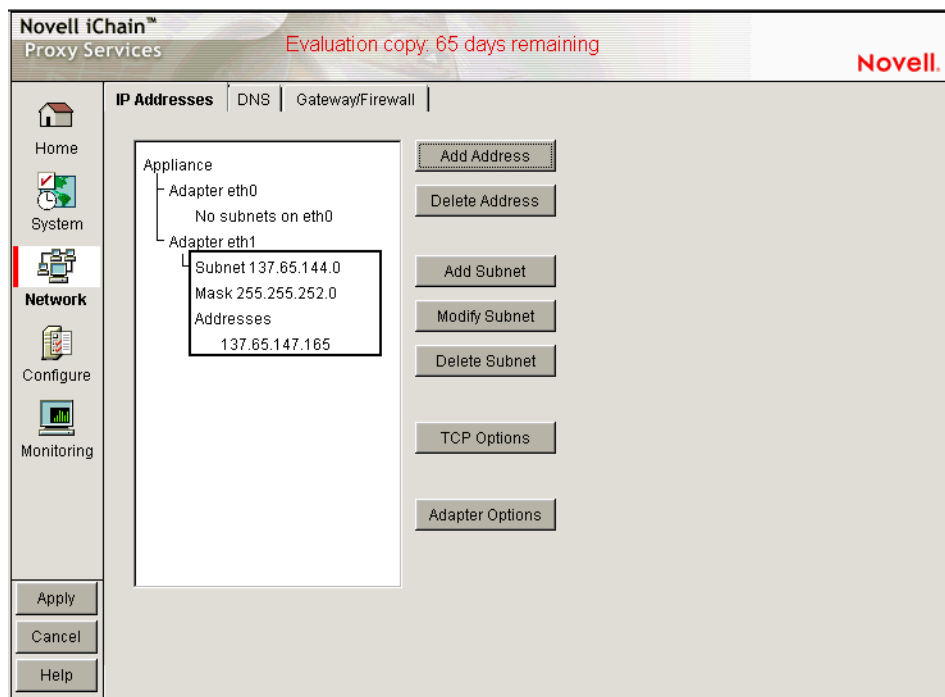 Novell iChain™
Proxy Services
Evaluation copy: 65 days remaining
Novell.
IP Addresses
DNS
Gateway/Firewall
Home
System
Network
Configure
Monitoring
Appliance
Adapter eth0
No subnets on eth0
Adapter eth1
Subnet 137.65.144.0
Mask 255.255.252.0
Addresses
137.65.147.165
Add Address
Delete Address
Add Subnet
Modify Subnet
Delete Subnet
TCP Options
Adapter Options
Apply
Cancel
Help